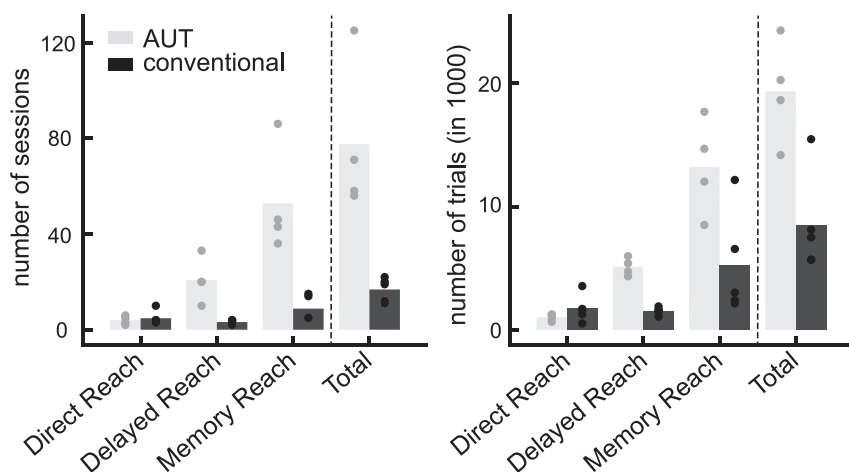 number of sessions
120
80
40
0
AUT
conventional
Direct Reach
Delayed Reach
Memory Reach
Total
number of trials (in 1000)
20
10
0
Direct Reach
Delayed Reach
Memory Reach
Total